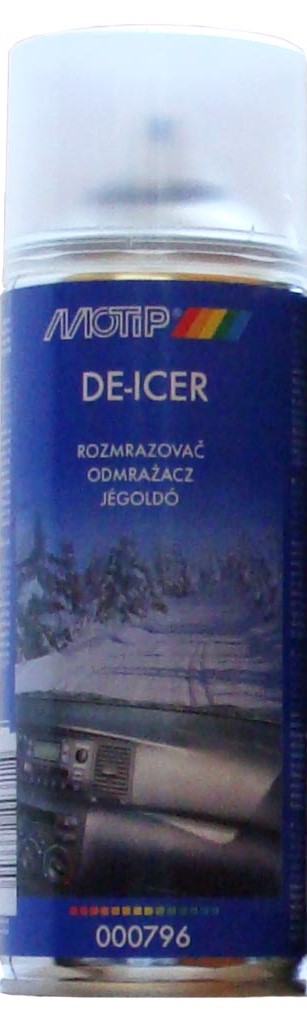 MOTIP
DE-ICER
ROZMRAZOVAČ
ODMRAŻACZ
JÉGOLDÓ
000796